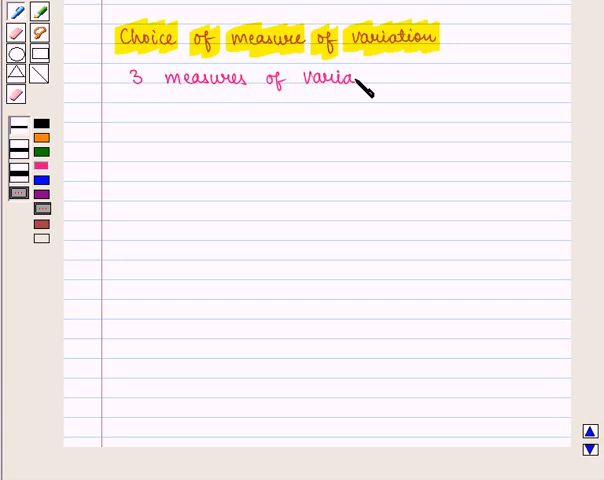 Choice of measure of variation
3 measures of varia